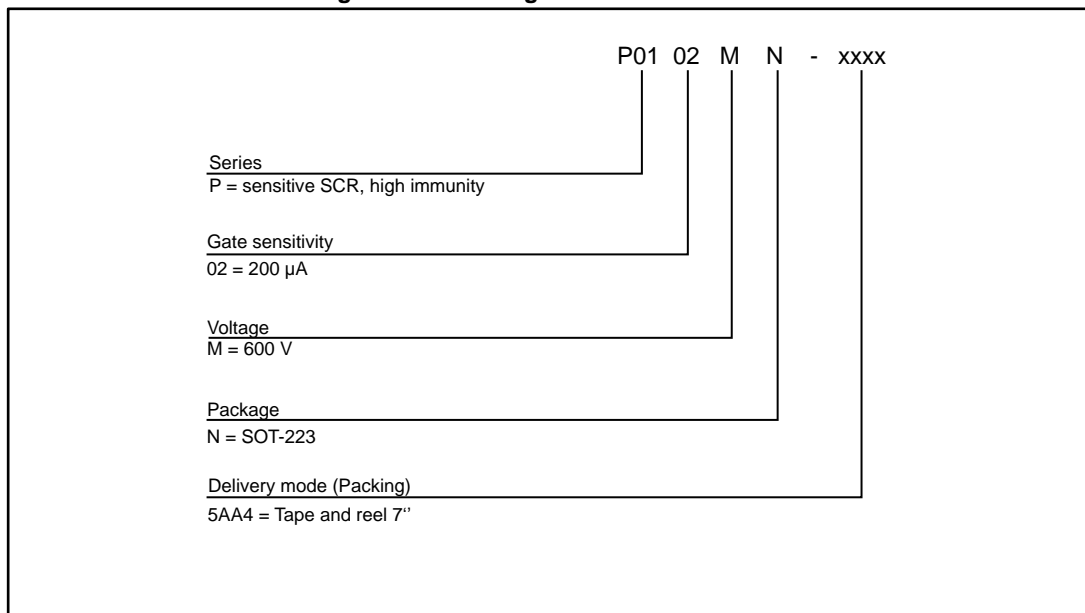 P01 02 M N - xxxx
Series
P = sensitive SCR, high immunity
Gate sensitivity
02 = 200 µA
Voltage
M = 600 V
Package
N = SOT-223
Delivery mode (Packing)
5AA4 = Tape and reel 7‘’